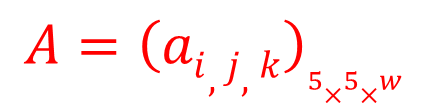 A = (a_{i, j, k})_{5×5×w}